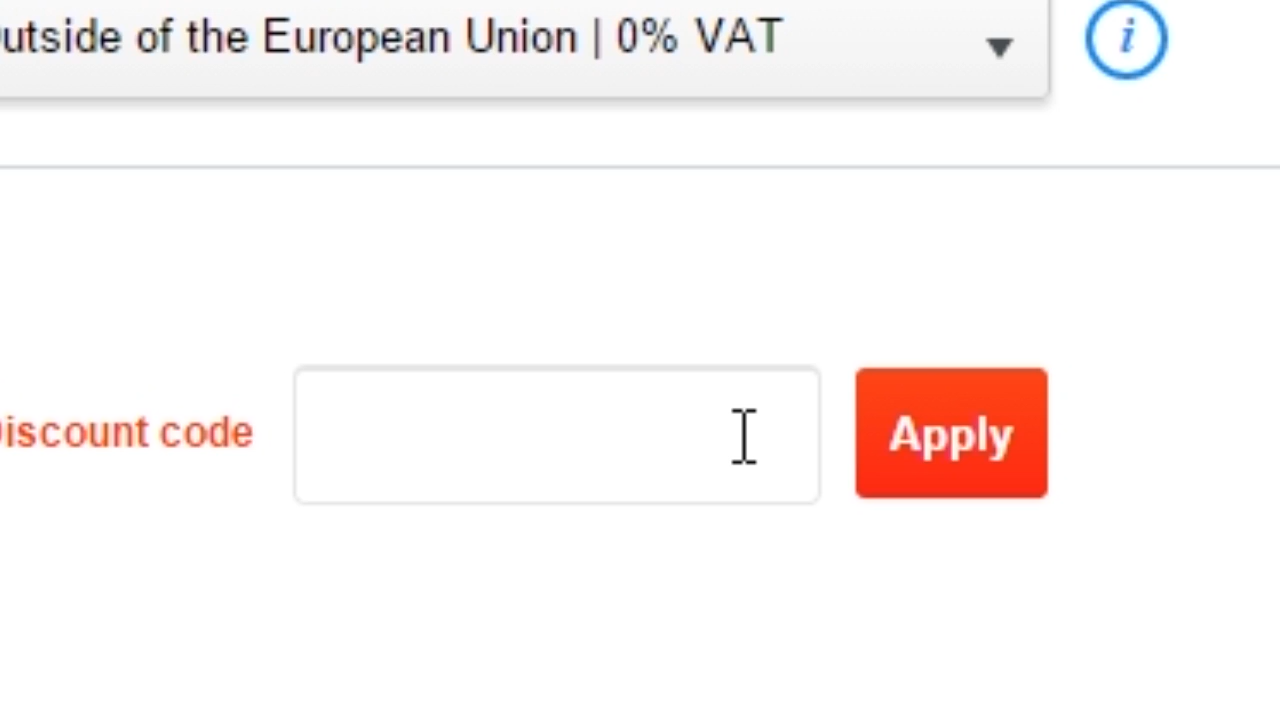 utside of the European Union | 0% VAT
i
iscount code
Apply